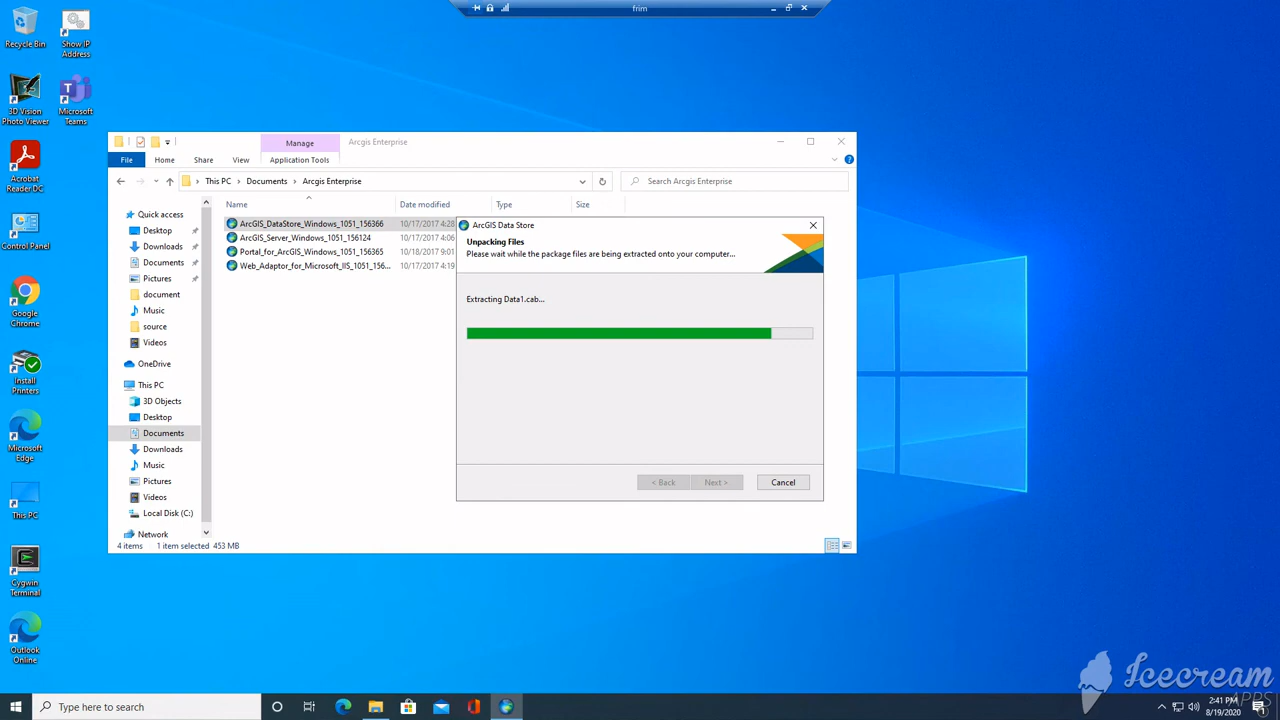 frim
Recycle Bin
Show IP Address
3D Vision Photo Viewer
Microsoft Teams
Acrobat Reader DC
Control Panel
Google Chrome
Install Printers
Microsoft Edge
This PC
Cygwin Terminal
Outlook Online
Manage
Arcgis Enterprise
File
Home
Share
View
Application Tools
This PC
Documents
Arcgis Enterprise
Search Arcgis Enterprise
Name
Date modified
Type
Size
Quick access
Desktop
Downloads
Documents
Pictures
document
Music
source
Videos
OneDrive
This PC
3D Objects
Desktop
Documents
Downloads
Music
Pictures
Videos
Local Disk (C:)
Network
ArcGIS_DataStore_Windows_1051_156366 10/17/2017 4:28
ArcGIS_Server_Windows_1051_156124 10/17/2017 4:06
Portal_for_ArcGIS_Windows_1051_156365 10/18/2017 9:01
Web_Adaptor_for_Microsoft_IIS_1051_156... 10/17/2017 4:19
ArcGIS Data Store
Unpacking Files
Please wait while the package files are being extracted onto your computer...
Extracting Data1.cab...
< Back
Next >
Cancel
4 items 1 item selected 453 MB
Icecream
APPS
Type here to search
2:41 PM
8/19/2020